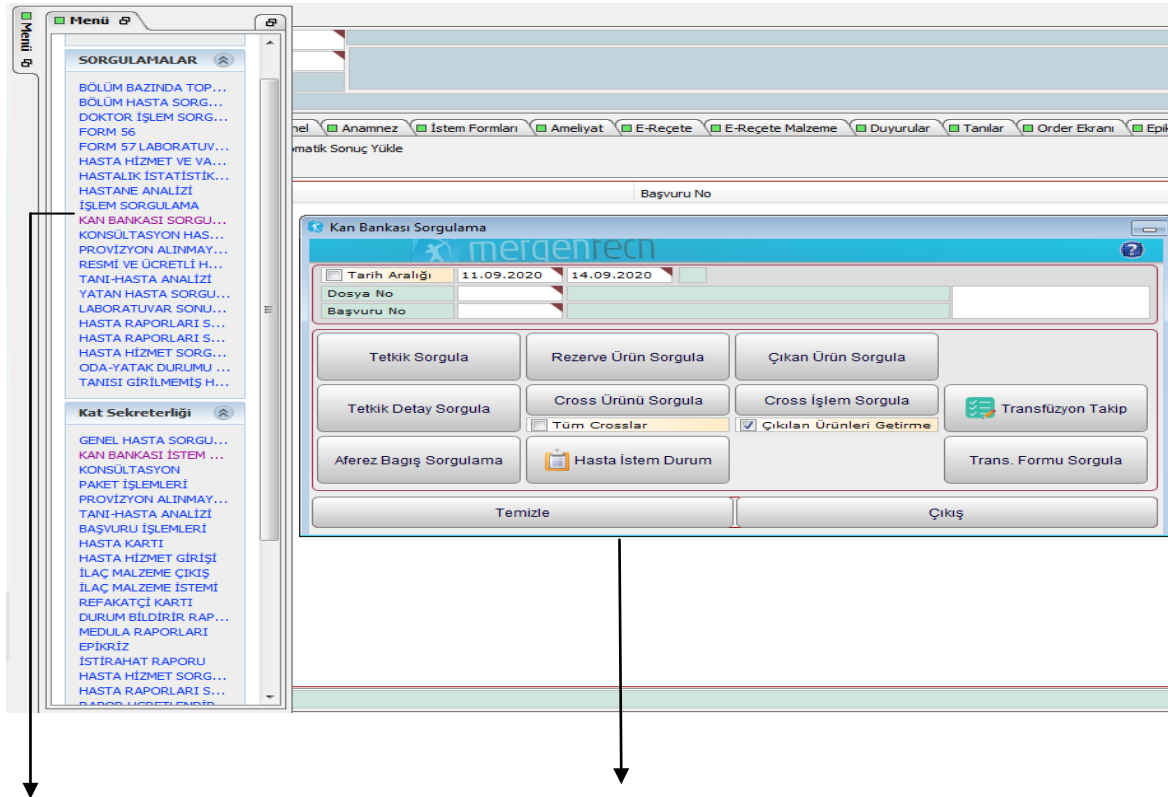 Menü
Menü
SORGULAMALAR
BÖLÜM BAZINDA TOP...
BÖLÜM HASTA SORG...
DOKTOR İŞLEM SORG...
FORM 56
FORM 57 LABORATUV...
HASTA HİZMET VE VA...
HASTALIK İSTATİSTİK...
HASTANE ANALİZİ
İŞLEM SORGULAMA
KAN BANKASI SORGU...
KONSÜLTASYON HAS...
PROVİZYON ALINMAY...
RESMİ VE ÜCRETLİ H...
TANI-HASTA ANALİZİ
YATAN HASTA SORGU...
LABORATUVAR SONU...
HASTA RAPORLARI S...
HASTA RAPORLARI S...
HASTA HİZMET SORG...
ODA-YATAK DURUMU ...
TANISI GİRİLMEMİŞ H...
Kat Sekreterliği
GENEL HASTA SORGU...
KAN BANKASI İSTEM ...
KONSÜLTASYON
PAKET İŞLEMLERİ
PROVİZYON ALINMAY...
TANI-HASTA ANALİZİ
BAŞVURU İŞLEMLERİ
HASTA KARTI
HASTA HİZMET GİRİŞİ
İLAÇ MALZEME ÇIKIŞ
İLAÇ MALZEME İSTEMİ
REFAKATÇİ KARTI
DURUM BİLDİRİR RAP...
MEDULA RAPORLARI
EPİKRİZ
İSTİRAHAT RAPORU
HASTA HİZMET SORG...
HASTA RAPORLARI S...
RAPOR UCRETLENDİR...
nel Anamnez İstem Formları Ameliyat E-Reçete E-Reçete Malzeme Duyurular Tanılar Order Ekranı Epik
omatik Sonuç Yükle
Başvuru No
Kan Bankası Sorgulama
mergentech
Tarih Aralığı 11.09.2020 14.09.2020
Dosya No
Başvuru No
Tetkik Sorgula Rezerve Ürün Sorgula Çıkan Ürün Sorgula
Tetkik Detay Sorgula Cross Ürünü Sorgula Cross İşlem Sorgula Transfüzyon Takip
Tüm Crosslar Çıkılan Ürünleri Getirme
Aferez Bagış Sorgulama Hasta İstem Durum Trans. Formu Sorgula
Temizle Çıkış